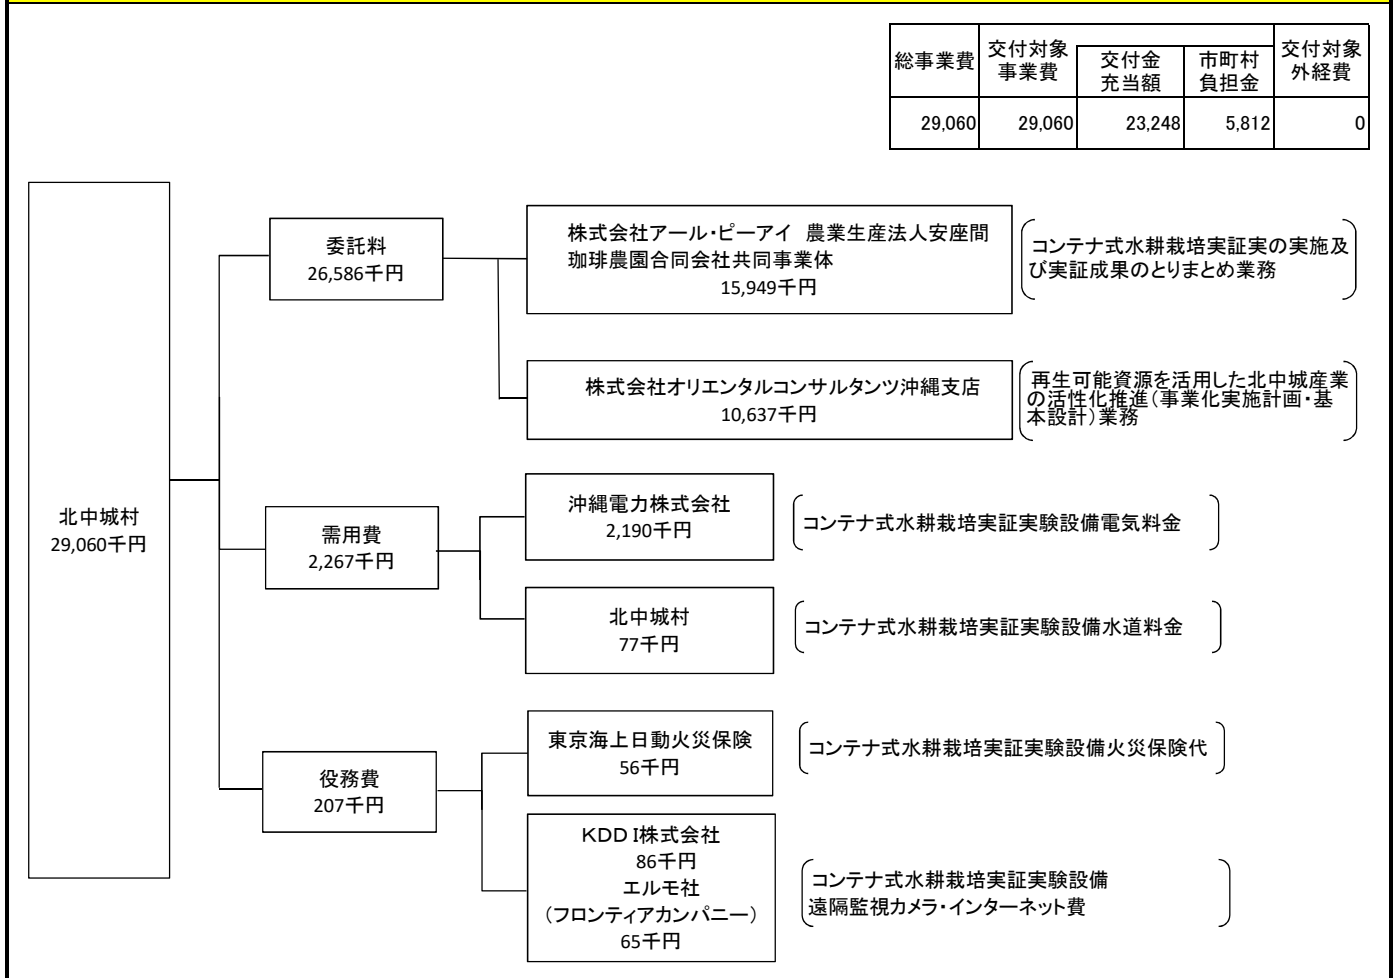 総事業費
交付対象
事業費
交付金
充当額
市町村
負担金
交付対象
外経費
29,060 29,060 23,248 5,812 0
北中城村
29,060千円
委託料
26,586千円
株式会社アール・ピーアイ 農業生産法人安座間
珈琲農園合同会社共同事業体
15,949千円
コンテナ式水耕栽培実証実の実施及
び実証成果のとりまとめ業務
株式会社オリエンタルコンサルタンツ沖縄支店
10,637千円
再生可能資源を活用した北中城産業
の活性化推進(事業化実施計画・基
本設計)業務
需用費
2,267千円
沖縄電力株式会社
2,190千円
コンテナ式水耕栽培実証実験設備電気料金
北中城村
77千円
コンテナ式水耕栽培実証実験設備水道料金
役務費
207千円
東京海上日動火災保険
56千円
コンテナ式水耕栽培実証実験設備火災保険代
KDDI株式会社
86千円
エルモ社
(フロンティアカンパニー)
65千円
コンテナ式水耕栽培実証実験設備
遠隔監視カメラ・インターネット費